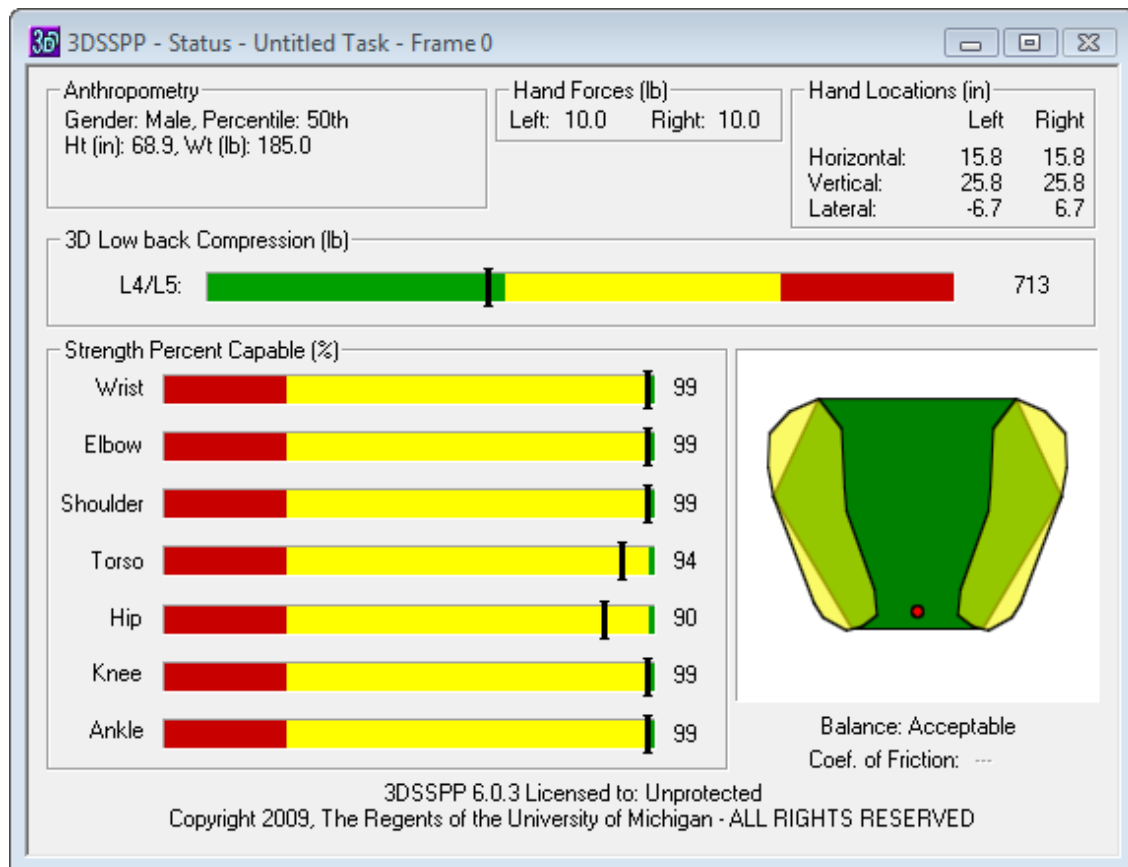 3D 3DSSPP - Status - Untitled Task - Frame 0
Anthropometry
Gender: Male, Percentile: 50th
Ht (in): 68.9, Wt (lb): 185.0
Hand Forces (lb)
Left: 10.0 Right: 10.0
Hand Locations (in)
Left Right
Horizontal: 15.8 15.8
Vertical: 25.8 25.8
Lateral: -6.7 6.7
3D Low back Compression (lb)
L4/L5: 713
Strength Percent Capable (%)
Wrist 99
Elbow 99
Shoulder 99
Torso 94
Hip 90
Knee 99
Ankle 99
Balance: Acceptable
Coef. of Friction: ---
3DSSPP 6.0.3 Licensed to: Unprotected
Copyright 2009, The Regents of the University of Michigan - ALL RIGHTS RESERVED